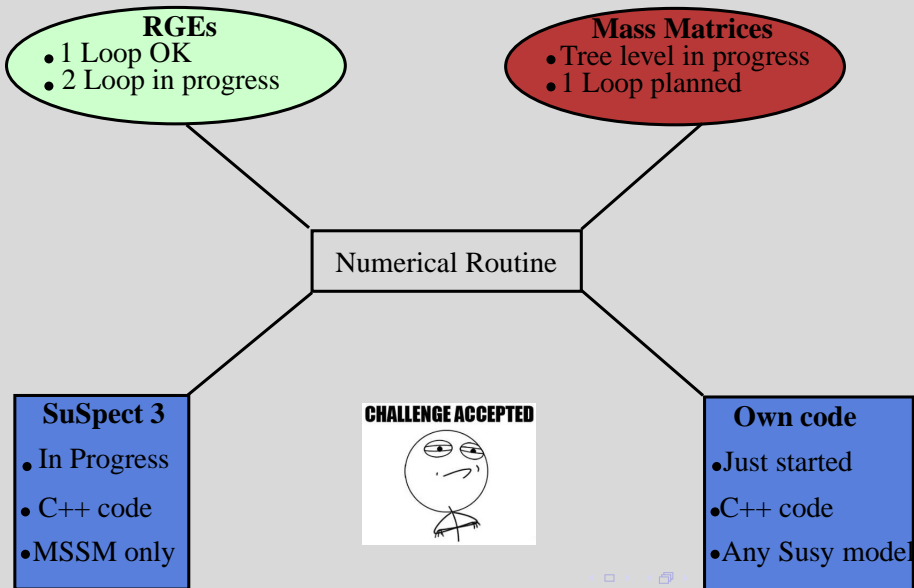 RGEs
• 1 Loop OK
• 2 Loop in progress
Mass Matrices
• Tree level in progress
• 1 Loop planned
Numerical Routine
SuSpect 3
• In Progress
• C++ code
• MSSM only
CHALLENGE ACCEPTED
Own code
• Just started
• C++ code
• Any Susy model